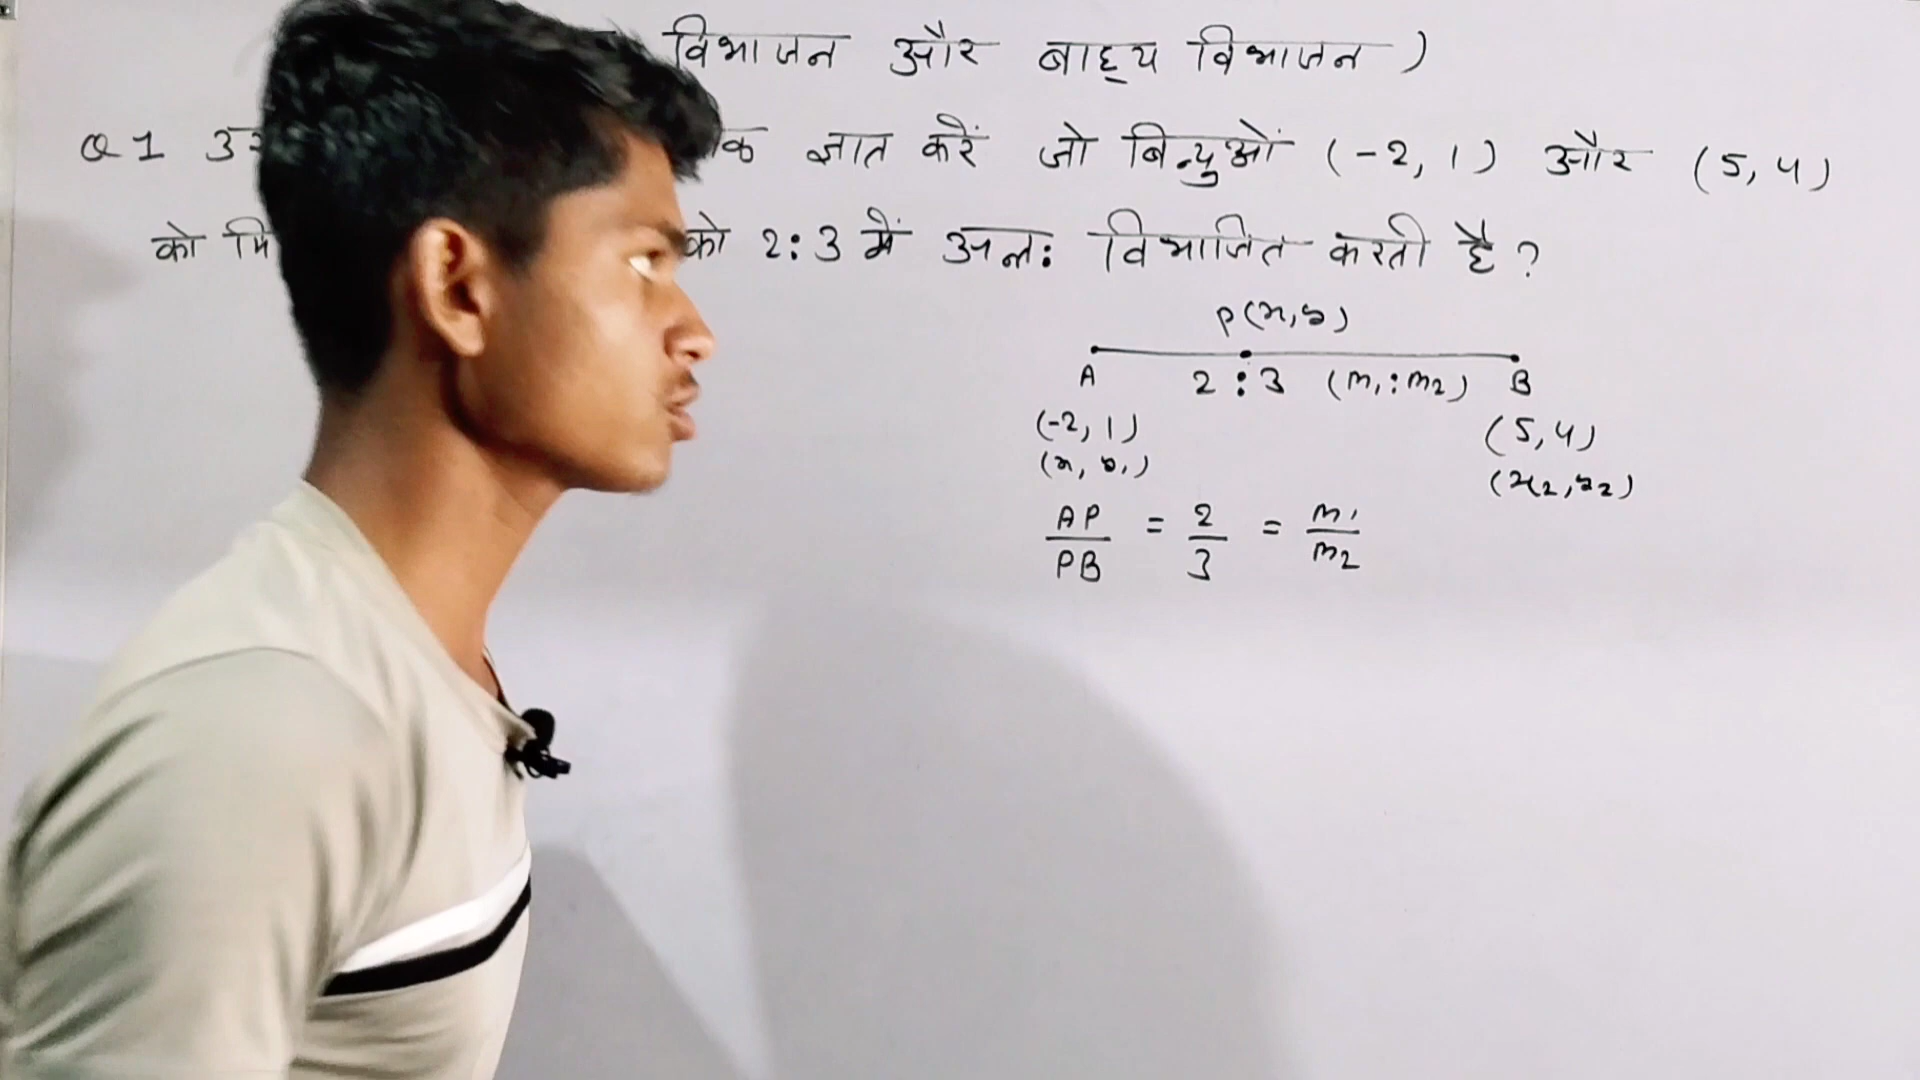 विभाजन और बाह्य विभाजन )
Q 1 ज्ञात करें जो बिन्दुओं (-2, 1) और (5, 4)
को को 2:3 में अन्तः विभाजित करती है ?
P(x, y)
A 2 : 3 (m1:m2) B
(-2, 1) (5, 4)
(x1 y1) (x2, y2)
AP/PB = 2/3 = m1/m2